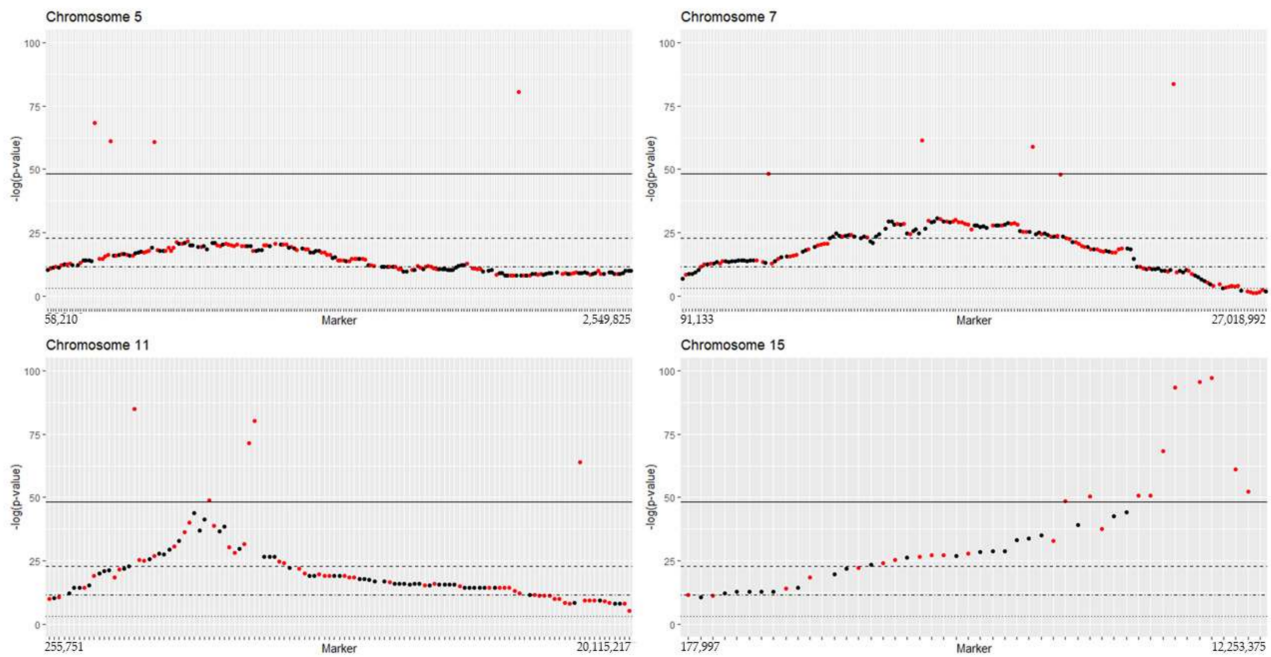 Chromosome 5
100
75
50
25
0
-log(p-value)
58,210
Marker
2,549,825
Chromosome 7
100
75
50
25
0
-log(p-value)
91,133
Marker
27,018,992
Chromosome 11
100
75
50
25
0
-log(p-value)
255,751
Marker
20,115,217
Chromosome 15
100
75
50
25
0
-log(p-value)
177,997
Marker
12,253,375